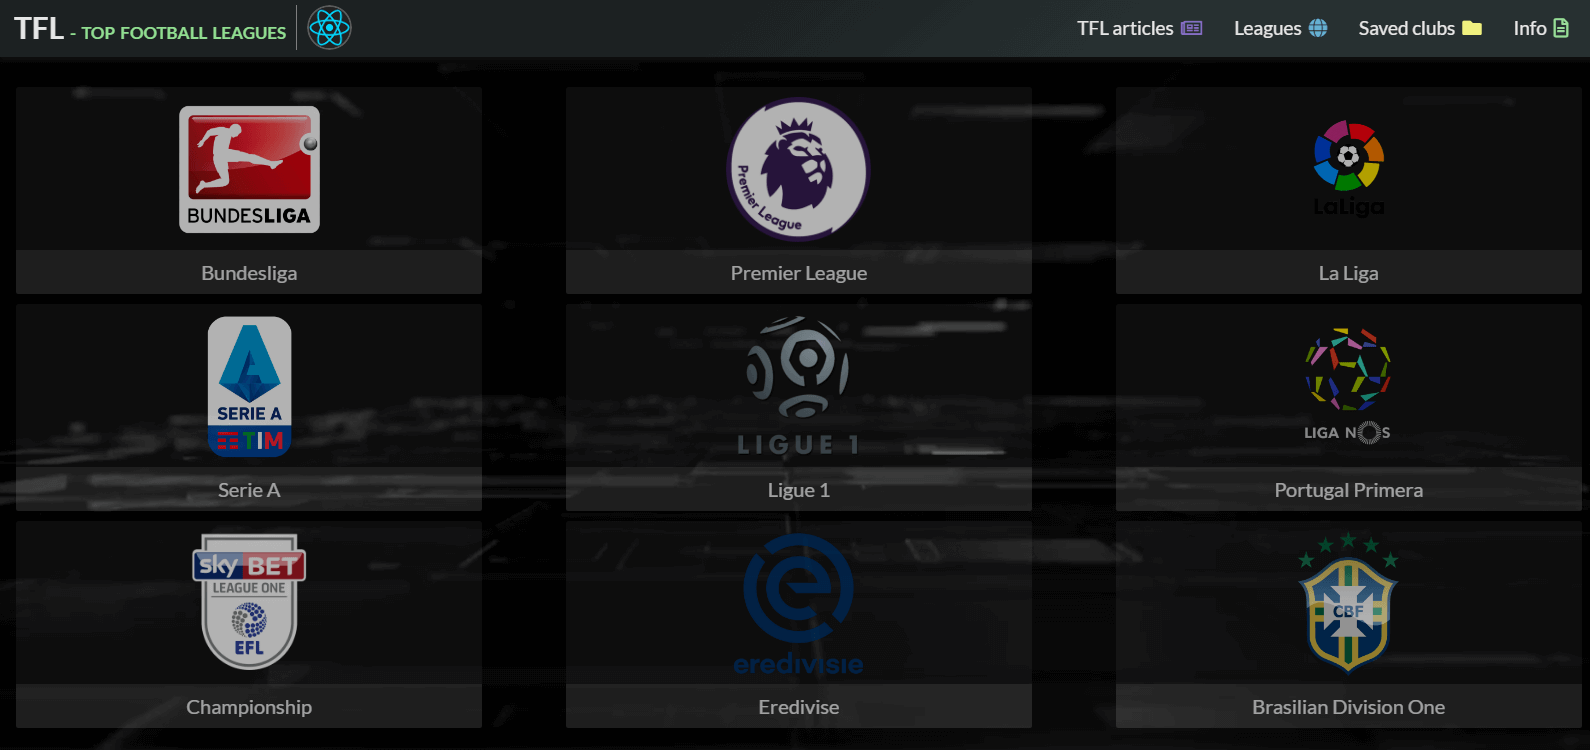 TFL - TOP FOOTBALL LEAGUES
TFL articles
Leagues
Saved clubs
Info
BUNDESLIGA
Bundesliga
Premier League
Premier League
LaLiga
La Liga
SERIE A
TIM
Serie A
LIGUE 1
Ligue 1
LIGA NOS
Portugal Primera
sky BET
LEAGUE ONE
EFL
Championship
eredivisie
Eredivise
CBF
Brasilian Division One